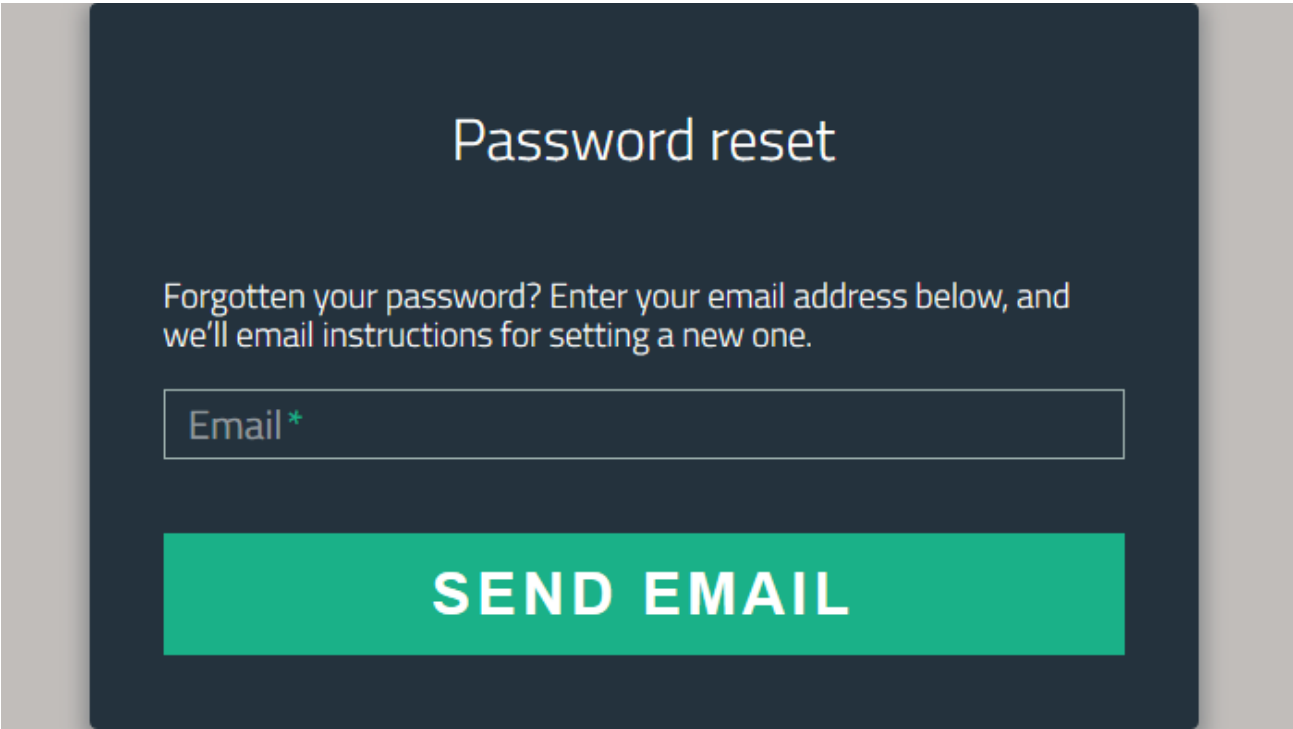 Password reset
Forgotten your password? Enter your email address below, and
we’ll email instructions for setting a new one.
Email*
SEND EMAIL